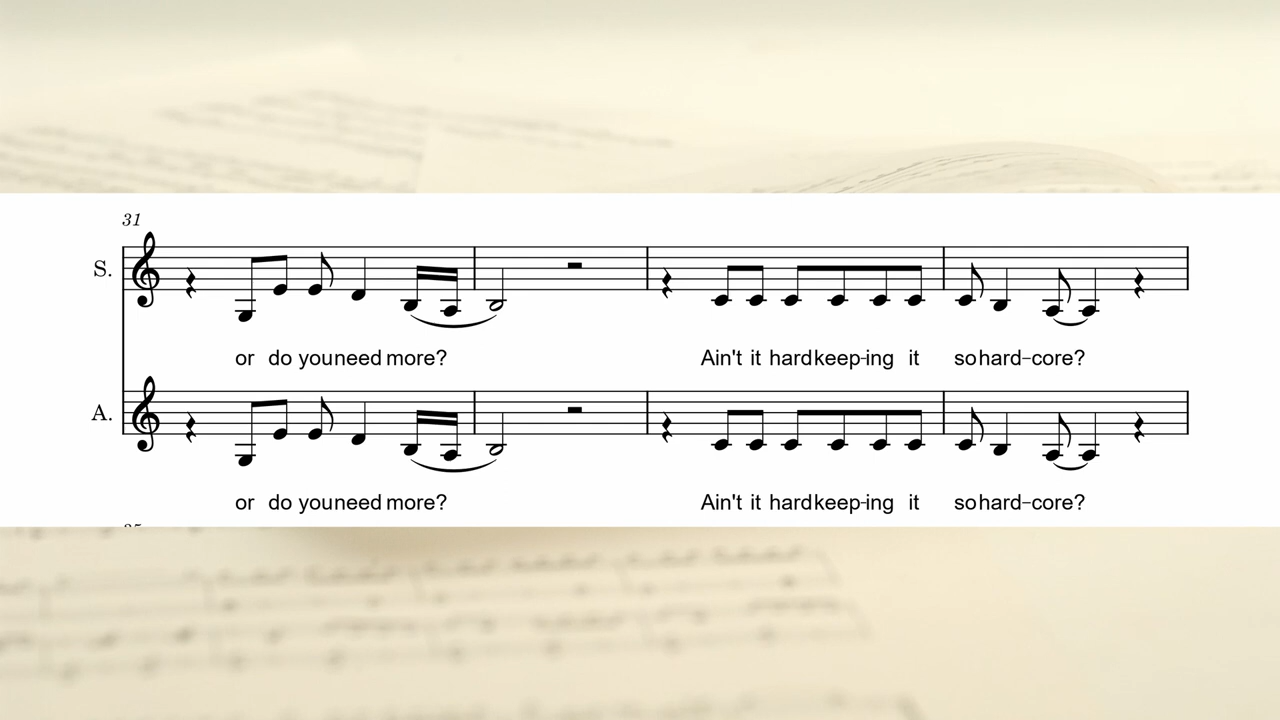 31
S.
or do you need more? Ain't it hard keep-ing it so hard-core?
A.
or do you need more? Ain't it hard keep-ing it so hard-core?